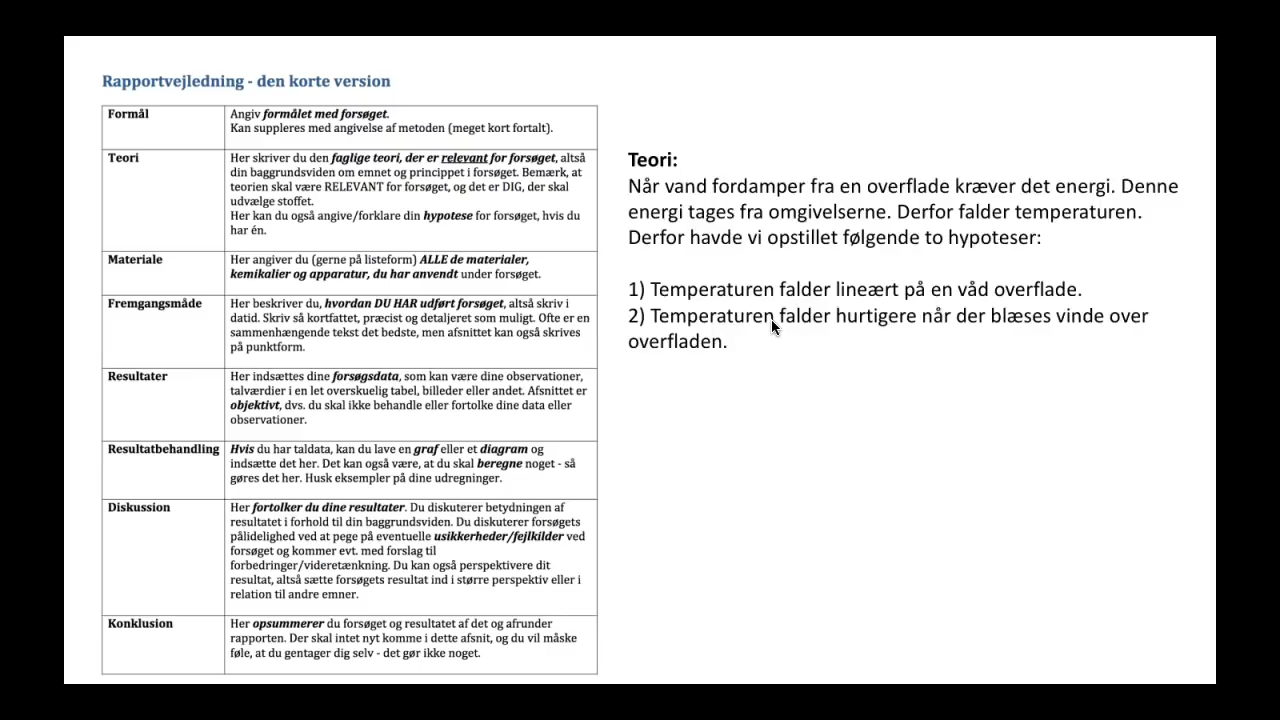 Rapportvejledning - den korte version
Formål
Angiv formålet med forsøget.
Kan suppleres med angivelse af metoden (meget kort fortalt).
Teori
Her skriver du den faglige teori, der er relevant for forsøget, altså
din baggrundsviden om emnet og princippet i forsøget. Bemærk, at
teorien skal være RELEVANT for forsøget, og det er DIG, der skal
udvælge stoffet.
Her kan du også angive/forklare din hypotese for forsøget, hvis du
har én.
Materiale
Her angiver du (gerne på listeform) ALLE de materialer,
kemikalier og apparatur, du har anvendt under forsøget.
Fremgangsmåde
Her beskriver du, hvordan DU HAR udført forsøget, altså skriv i
datid. Skriv så kortfattet, præcist og detaljeret som muligt. Ofte er en
sammenhængende tekst det bedste, men afsnittet kan også skrives
på punktform.
Resultater
Her indsættes dine forsøgsdata, som kan være dine observationer,
talværdier i en let overskuelig tabel, billeder eller andet. Afsnittet er
objektivt, dvs. du skal ikke behandle eller fortolke dine data eller
observationer.
Resultatbehandling
Hvis du har taldata, kan du lave en graf eller et diagram og
indsætte det her. Det kan også være, at du skal beregne noget - så
gøres det her. Husk eksempler på dine udregninger.
Diskussion
Her fortolker du dine resultater. Du diskuterer betydningen af
resultatet i forhold til din baggrundsviden. Du diskuterer forsøgets
pålidelighed ved at pege på eventuelle usikkerheder/fejlkilder ved
forsøget og kommer evt. med forslag til
forbedringer/videretænkning. Du kan også perspektivere dit
resultat, altså sætte forsøgets resultat ind i større perspektiv eller i
relation til andre emner.
Konklusion
Her opsummerer du forsøget og resultatet af det og afrunder
rapporten. Der skal intet nyt komme i dette afsnit, og du vil måske
føle, at du gentager dig selv - det gør ikke noget.
Teori:
Når vand fordamper fra en overflade kræver det energi. Denne
energi tages fra omgivelserne. Derfor falder temperaturen.
Derfor havde vi opstillet følgende to hypoteser:
1) Temperaturen falder lineært på en våd overflade.
2) Temperaturen falder hurtigere når der blæses vinde over
overfladen.